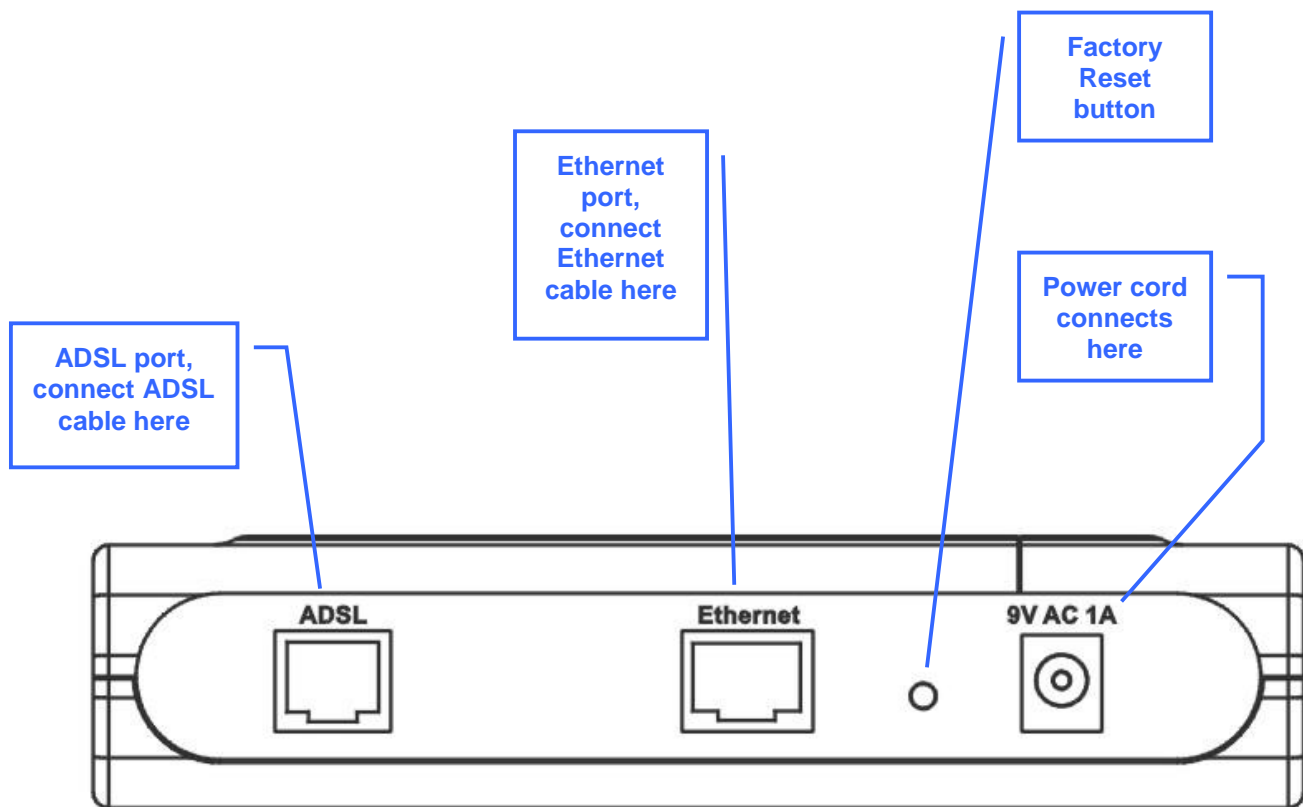 Factory
Reset
button
Ethernet
port,
connect
Ethernet
cable here
Power cord
connects
here
ADSL port,
connect ADSL
cable here
ADSL
Ethernet
9V AC 1A